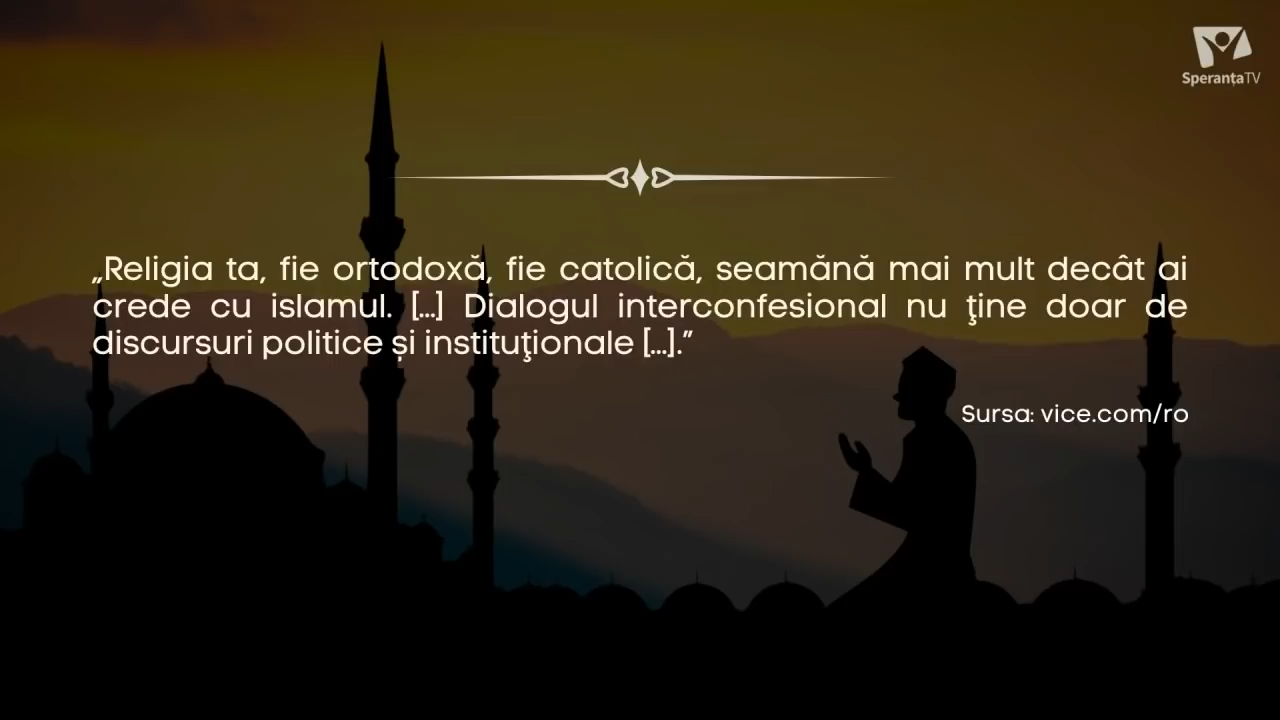 SperanțaTV
„Religia ta, fie ortodoxă, fie catolică, seamănă mai mult decât ai
crede cu islamul. [...] Dialogul interconfesional nu ţine doar de
discursuri politice și instituţionale [...].”
Sursa: vice.com/ro